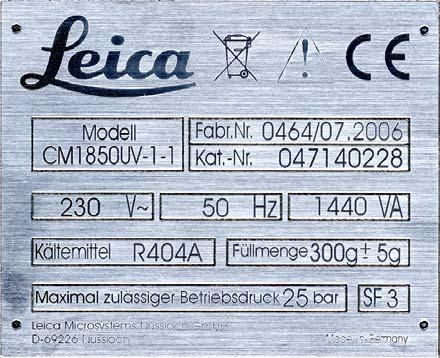 Leica CE
Modell
CM1850UV-1-1
Fabr.Nr. 0464/07.2006
Kat.-Nr. 047140228
230 V~ 50 Hz 1440 VA
Kältemittel R404A Füllmenge 300g± 5g
Maximal zulässiger Betriebsdruck 25 bar SF 3
Leica Microsystems Nussloch GmbH
D-69226 Nussloch Made in Germany